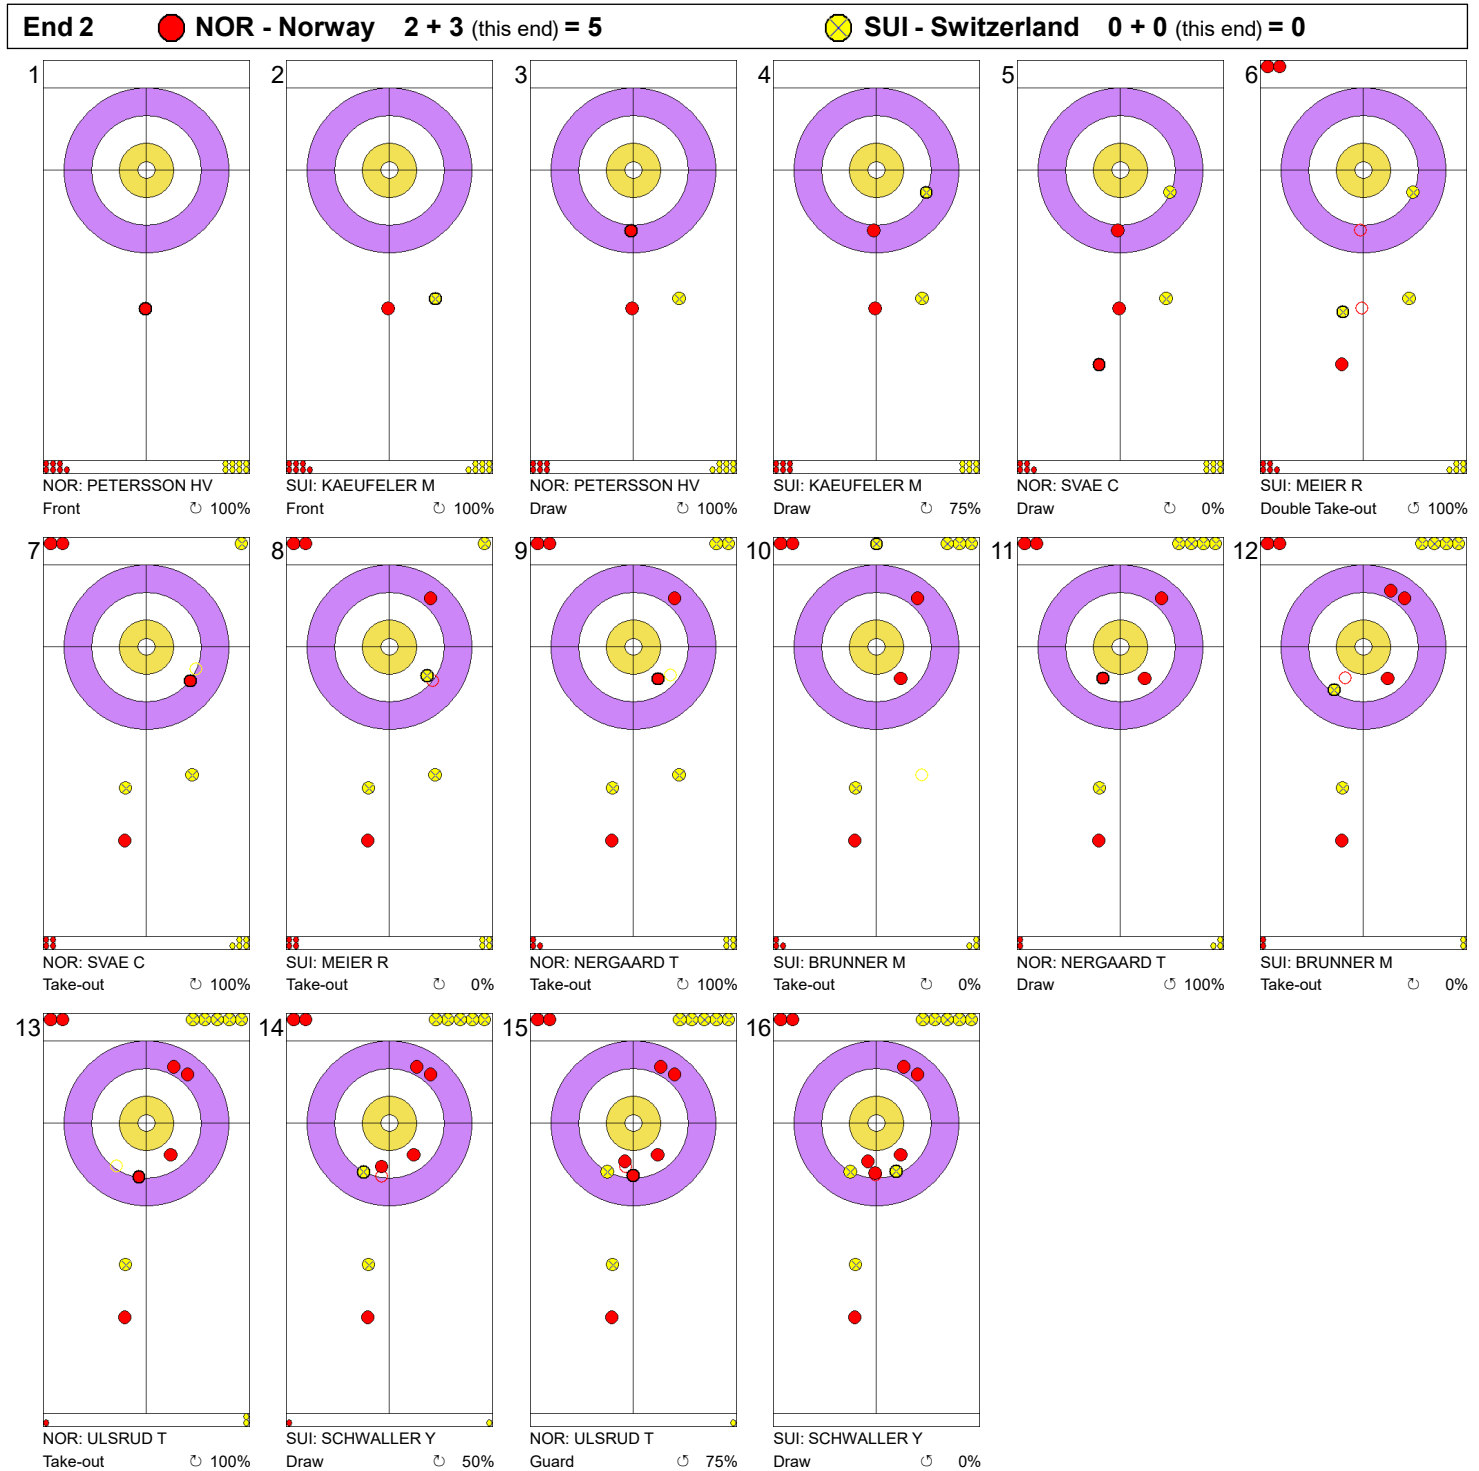 End 2 NOR - Norway 2 + 3 (this end) = 5 SUI - Switzerland 0 + 0 (this end) = 0
1 2 3 4 5 6
NOR: PETERSSON HV SUI: KAEUFELER M NOR: PETERSSON HV SUI: KAEUFELER M NOR: SVAE C SUI: MEIER R
Front ↻ 100% Front ↻ 100% Draw ↻ 100% Draw ↻ 75% Draw ↻ 0% Double Take-out ↺ 100%
7 8 9 10 11 12
NOR: SVAE C SUI: MEIER R NOR: NERGAARD T SUI: BRUNNER M NOR: NERGAARD T SUI: BRUNNER M
Take-out ↻ 100% Take-out ↻ 0% Take-out ↻ 100% Take-out ↻ 0% Draw ↻ 100% Take-out ↻ 0%
13 14 15 16
NOR: ULSRUD T SUI: SCHWALLER Y NOR: ULSRUD T SUI: SCHWALLER Y
Take-out ↻ 100% Draw ↻ 50% Guard ↺ 75% Draw ↺ 0%